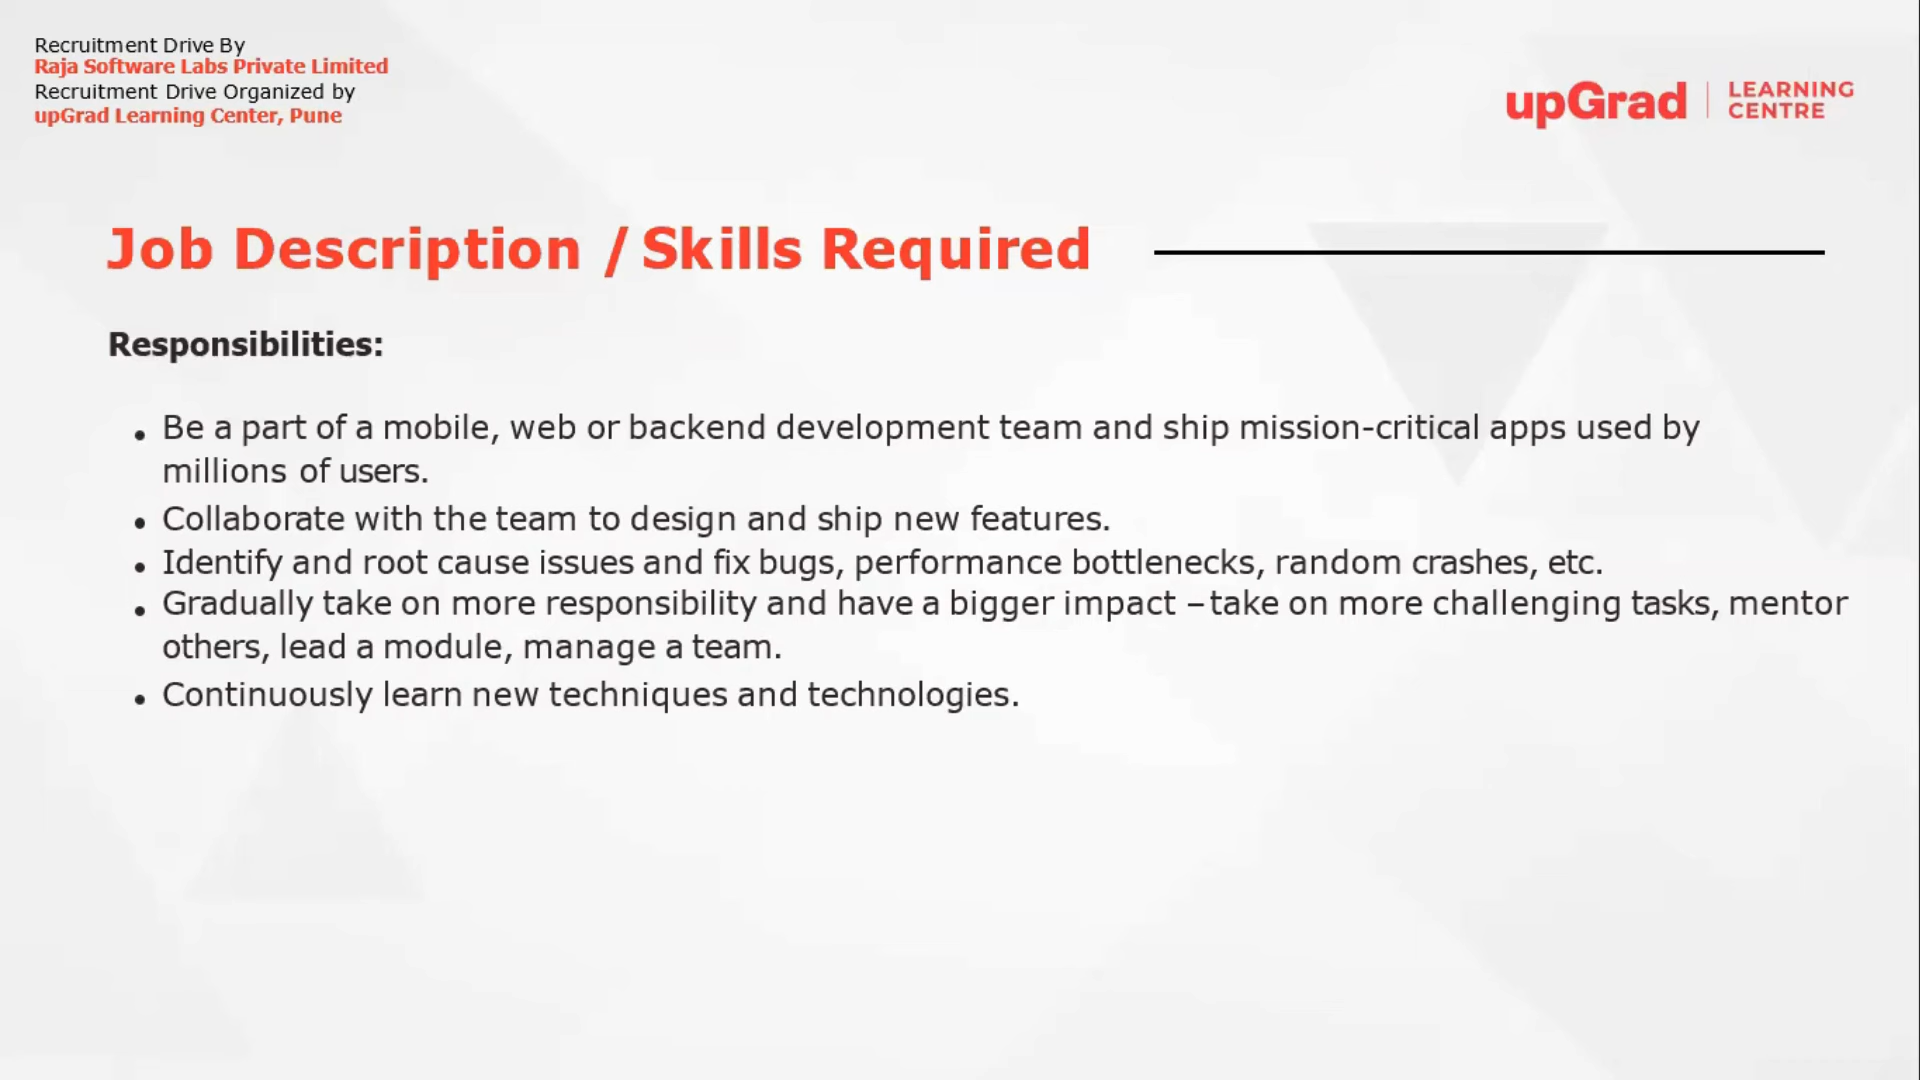 Recruitment Drive By
Raja Software Labs Private Limited
Recruitment Drive Organized by
upGrad Learning Center, Pune
upGrad | LEARNING
CENTRE
Job Description / Skills Required
Responsibilities:
• Be a part of a mobile, web or backend development team and ship mission-critical apps used by
millions of users.
• Collaborate with the team to design and ship new features.
• Identify and root cause issues and fix bugs, performance bottlenecks, random crashes, etc.
• Gradually take on more responsibility and have a bigger impact – take on more challenging tasks, mentor
others, lead a module, manage a team.
• Continuously learn new techniques and technologies.